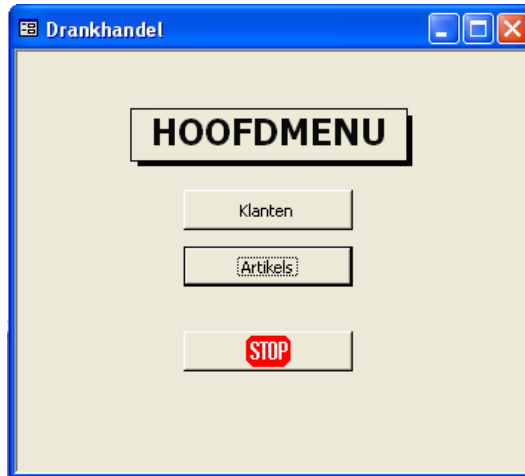 Drankhandel
HOOFDMENU
Klanten
Artikels
STOP